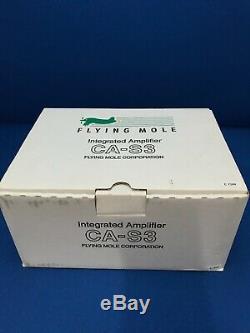 FLYING MOLE
Integrated Amplifier
CA-S3
FLYING MOLE CORPORATION
Integrated Amplifier
CA-S3
FLYING MOLE CORPORATION